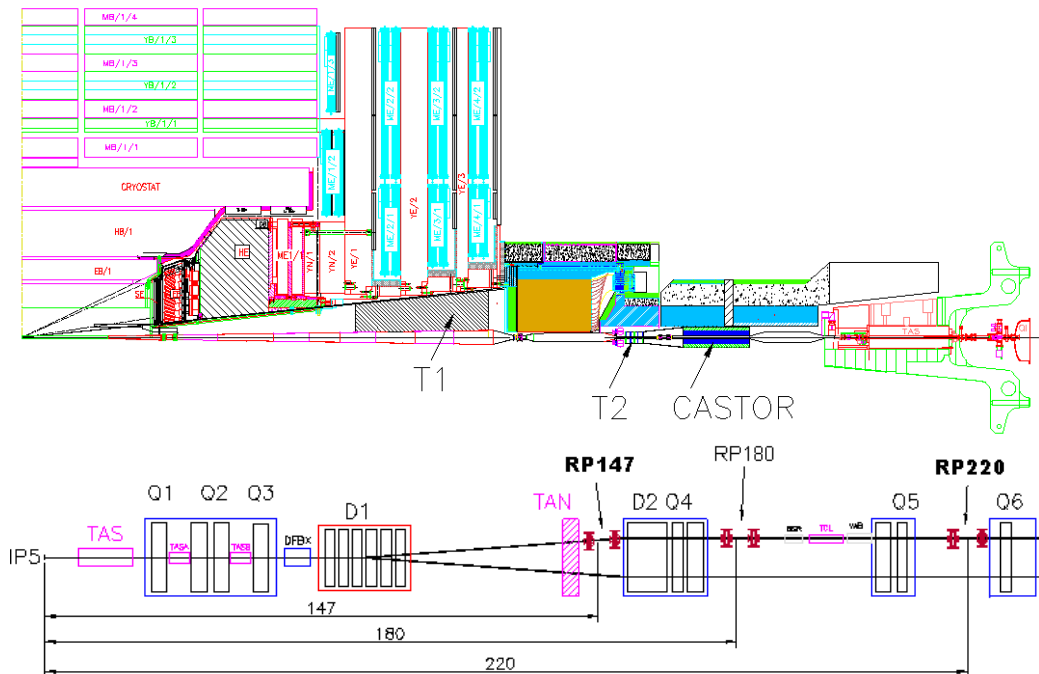 MB/1/4
YB/1/3
MB/1/3
YB/1/2
MB/1/2
YB/1/1
MB/1/1
CRYOSTAT
HB/1
EB/1
HE
ME1/1
YN/1
YN/2
YE/1
ME/1/3
ME/1/2
ME/2/2
ME/3/2
ME/4/2
YE/2
YE/3
ME/2/1
ME/3/1
ME/4/1
TAS
T1
T2 CASTOR
RP147
RP180
RP220
Q1 Q2 Q3
D1
TAN
D2 Q4
Q5
Q6
TAS
TASA
TASB
DFBX
TCL
IP5
147
180
220